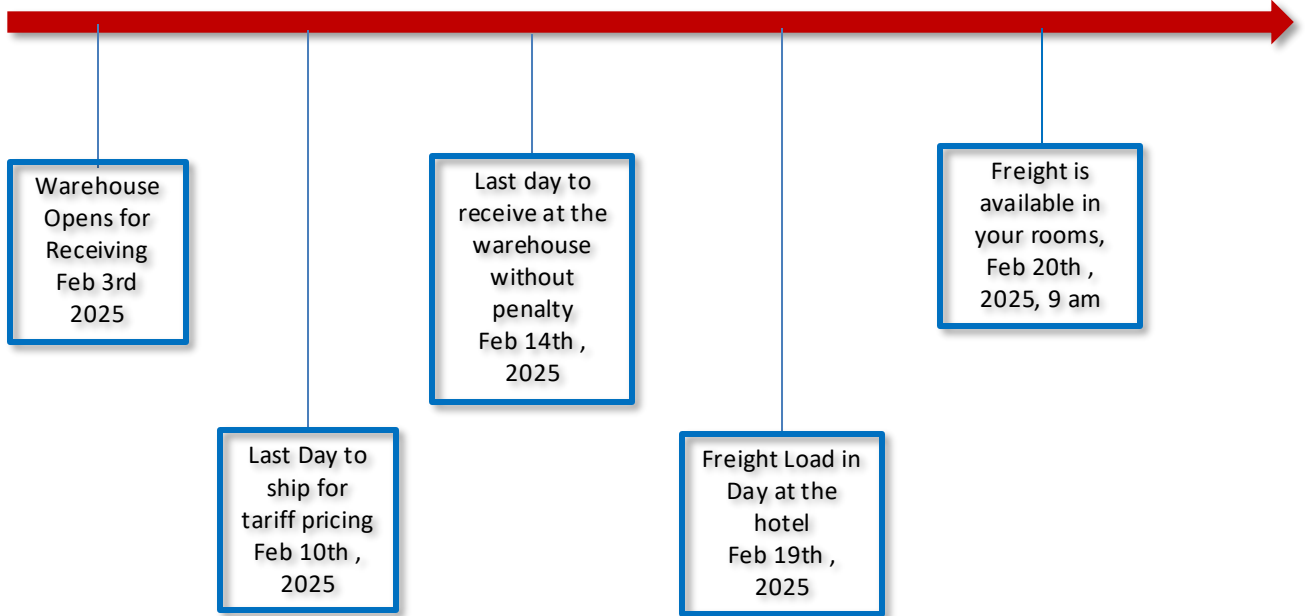 Warehouse
Opens for
Receiving
Feb 3rd
2025
Last Day to
ship for
tariff pricing
Feb 10th ,
2025
Last day to
receive at the
warehouse
without
penalty
Feb 14th ,
2025
Freight Load in
Day at the
hotel
Feb 19th ,
2025
Freight is
available in
your rooms,
Feb 20th ,
2025, 9 am